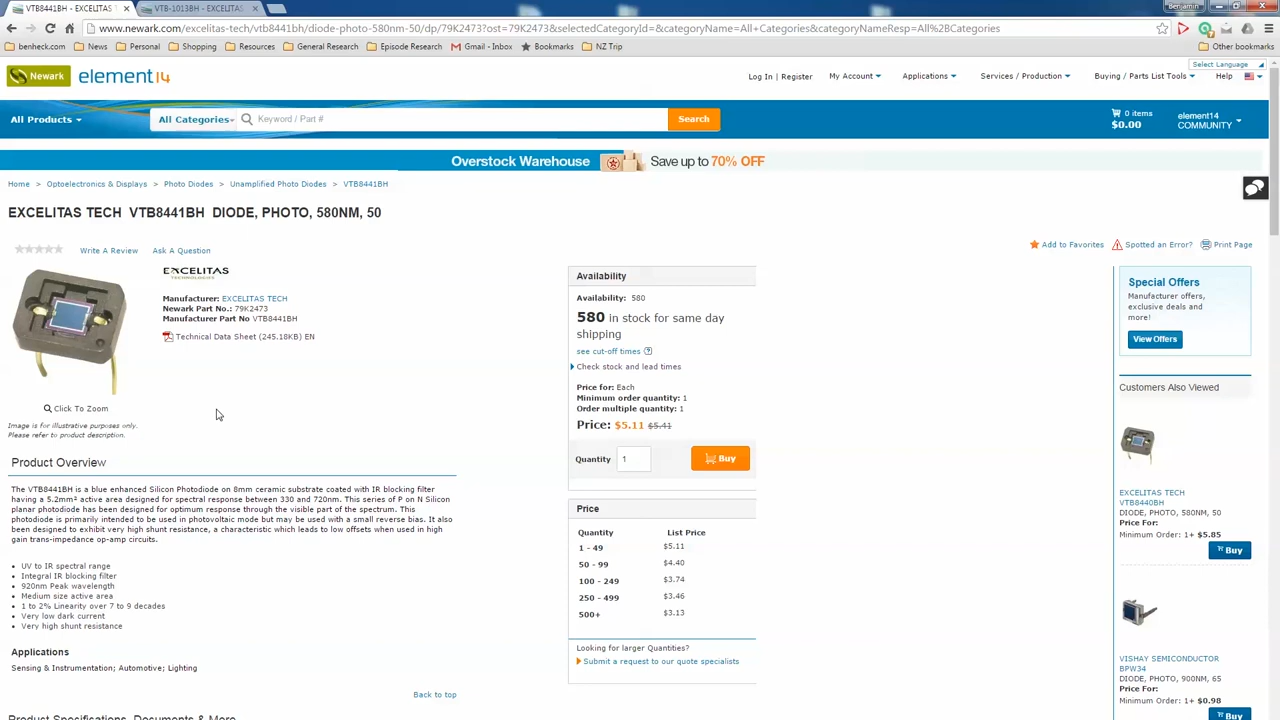 VTB8441BH - EXCELITAS T
VTB-1013BH - EXCELITAS
Benjamin
www.newark.com/excelitas-tech/vtb8441bh/diode-photo-580nm-50/dp/79K2473?ost=79K2473&selectedCategoryId=&categoryName=All+Categories&categoryNameResp=All%2BCategories
benheck.com News Personal Shopping Resources General Research Episode Research Gmail - Inbox Bookmarks NZ Trip Other bookmarks
Select Language
Newark element14
Log In | Register My Account Applications Services / Production Buying / Parts List Tools Help
All Products All Categories Keyword / Part # Search
0 items
$0.00
element14
COMMUNITY
Overstock Warehouse Save up to 70% OFF
Home > Optoelectronics & Displays > Photo Diodes > Unamplified Photo Diodes > VTB8441BH
EXCELITAS TECH VTB8441BH DIODE, PHOTO, 580NM, 50
Write A Review Ask A Question
Add to Favorites Spotted an Error? Print Page
EXCELITAS
TECHNOLOGIES
Manufacturer: EXCELITAS TECH
Newark Part No.: 79K2473
Manufacturer Part No VTB8441BH
Technical Data Sheet (245.18KB) EN
Click To Zoom
Image is for illustrative purposes only.
Please refer to product description.
Availability
Availability: 580
580 in stock for same day
shipping
see cut-off times ?
Check stock and lead times
Price for: Each
Minimum order quantity: 1
Order multiple quantity: 1
Price: $5.11 $5.41
Quantity 1 Buy
Price
Quantity List Price
1 - 49 $5.11
50 - 99 $4.40
100 - 249 $3.74
250 - 499 $3.46
500+ $3.13
Looking for larger Quantities?
Submit a request to our quote specialists
Product Overview
The VTB8441BH is a blue enhanced Silicon Photodiode on 8mm ceramic substrate coated with IR blocking filter
having a 5.2mm² active area designed for spectral response between 330 and 720nm. This series of P on N Silicon
planar photodiode has been designed for optimum response through the visible part of the spectrum. This
photodiode is primarily intended to be used in photovoltaic mode but may be used with a small reverse bias. It also
been designed to exhibit very high shunt resistance, a characteristic which leads to low offsets when used in high
gain trans-impedance op-amp circuits.
• UV to IR spectral range
• Integral IR blocking filter
• 920nm Peak wavelength
• Medium size active area
• 1 to 2% Linearity over 7 to 9 decades
• Very low dark current
• Very high shunt resistance
Applications
Sensing & Instrumentation; Automotive; Lighting
Back to top
Product Specifications, Documents & More
Special Offers
Manufacturer offers,
exclusive deals and
more!
View Offers
Customers Also Viewed
EXCELITAS TECH
VTB8440BH
DIODE, PHOTO, 580NM, 50
Price For:
Minimum Order: 1+ $5.85
Buy
VISHAY SEMICONDUCTOR
BPW34
DIODE, PHOTO, 900NM, 65
Price For:
Minimum Order: 1+ $0.98
Buy